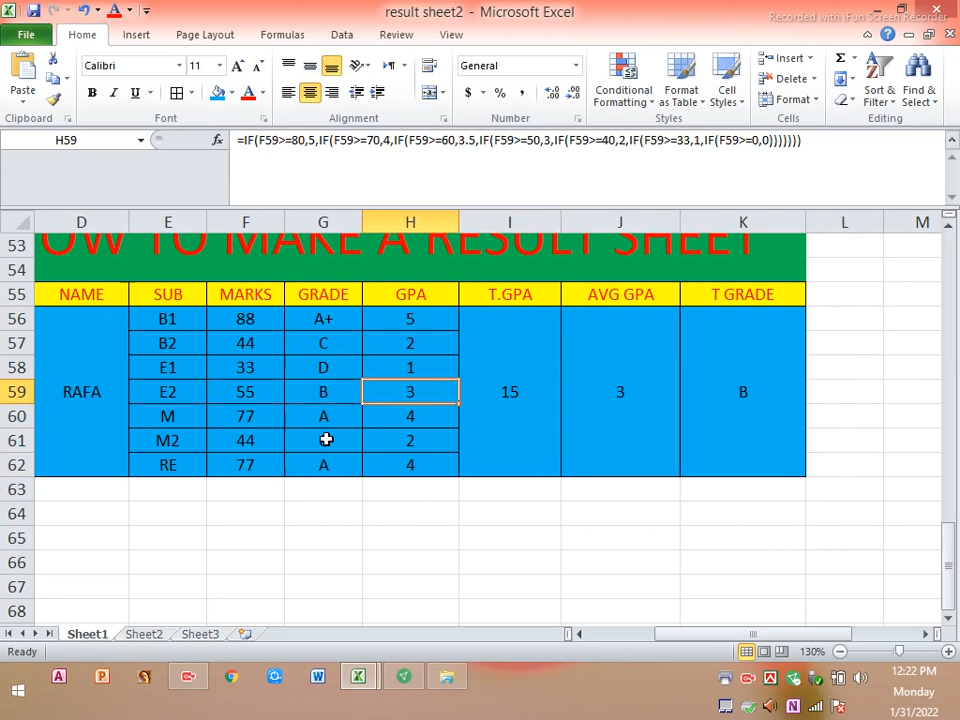 result sheet2 - Microsoft Excel
Recorded with iFun Screen Recorder
File Home Insert Page Layout Formulas Data Review View
Paste
Calibri 11
B I U A
General
$ % ,
Conditional Formatting
Format as Table
Cell Styles
Insert
Delete
Format
Sort & Filter
Find & Select
Clipboard Font Alignment Number Styles Cells Editing
H59 fx =IF(F59>=80,5,IF(F59>=70,4,IF(F59>=60,3.5,IF(F59>=50,3,IF(F59>=40,2,IF(F59>=33,1,IF(F59>=0,0)))))))
D E F G H I J K L M
53 OW TO MAKE A RESULT SHEET
54
55 NAME SUB MARKS GRADE GPA T.GPA AVG GPA T GRADE
56 B1 88 A+ 5
57 B2 44 C 2
58 E1 33 D 1
59 RAFA E2 55 B 3 15 3 B
60 M 77 A 4
61 M2 44 2
62 RE 77 A 4
63
64
65
66
67
68
Sheet1 Sheet2 Sheet3
Ready 130%
12:22 PM
Monday
1/31/2022